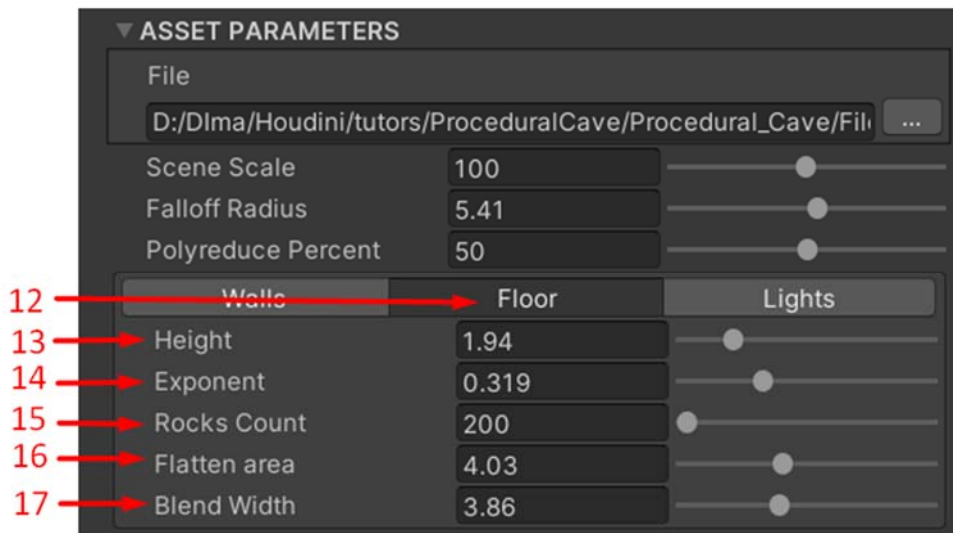 ASSET PARAMETERS
File
D:/DIma/Houdini/tutors/ProceduralCave/Procedural_Cave/Fil ...
Scene Scale 100
Falloff Radius 5.41
Polyreduce Percent 50
12 Walls Floor Lights
13 Height 1.94
14 Exponent 0.319
15 Rocks Count 200
16 Flatten area 4.03
17 Blend Width 3.86